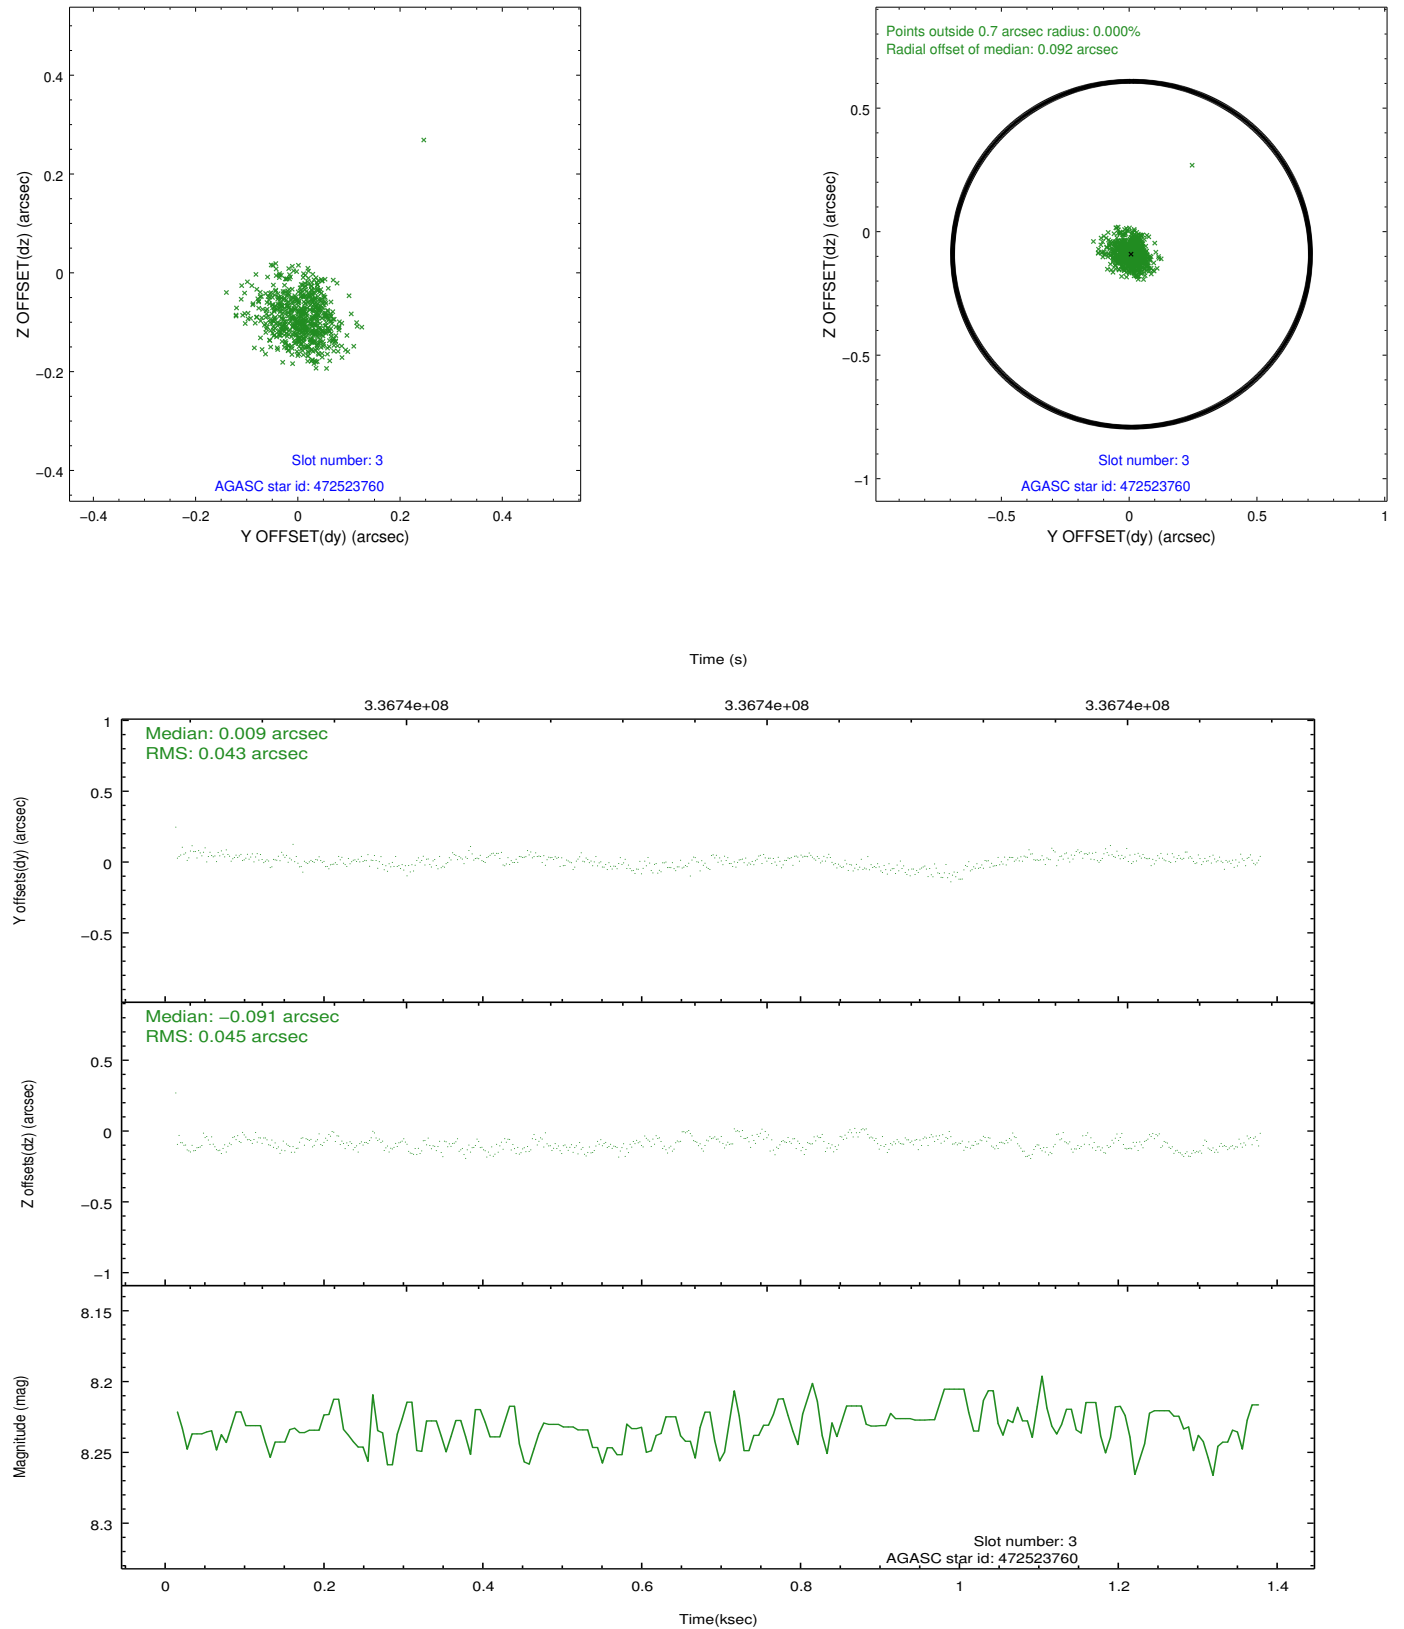 0.4
0.2
0
−0.2
−0.4
Z OFFSET(dz) (arcsec)
Slot number: 3
AGASC star id: 472523760
−0.4 −0.2 0 0.2 0.4
Y OFFSET(dy) (arcsec)
Points outside 0.7 arcsec radius: 0.000%
Radial offset of median: 0.092 arcsec
0.5
0
−0.5
−1
Z OFFSET(dz) (arcsec)
Slot number: 3
AGASC star id: 472523760
−0.5 0 0.5 1
Y OFFSET(dy) (arcsec)
Time (s)
3.3674e+08 3.3674e+08 3.3674e+08
Median: 0.009 arcsec
RMS: 0.043 arcsec
1
0.5
0
−0.5
Y offsets(dy) (arcsec)
Median: −0.091 arcsec
RMS: 0.045 arcsec
0.5
0
−0.5
−1
Z offsets(dz) (arcsec)
8.15
8.2
8.25
8.3
Magnitude (mag)
Slot number: 3
AGASC star id: 472523760
0 0.2 0.4 0.6 0.8 1 1.2 1.4
Time(ksec)